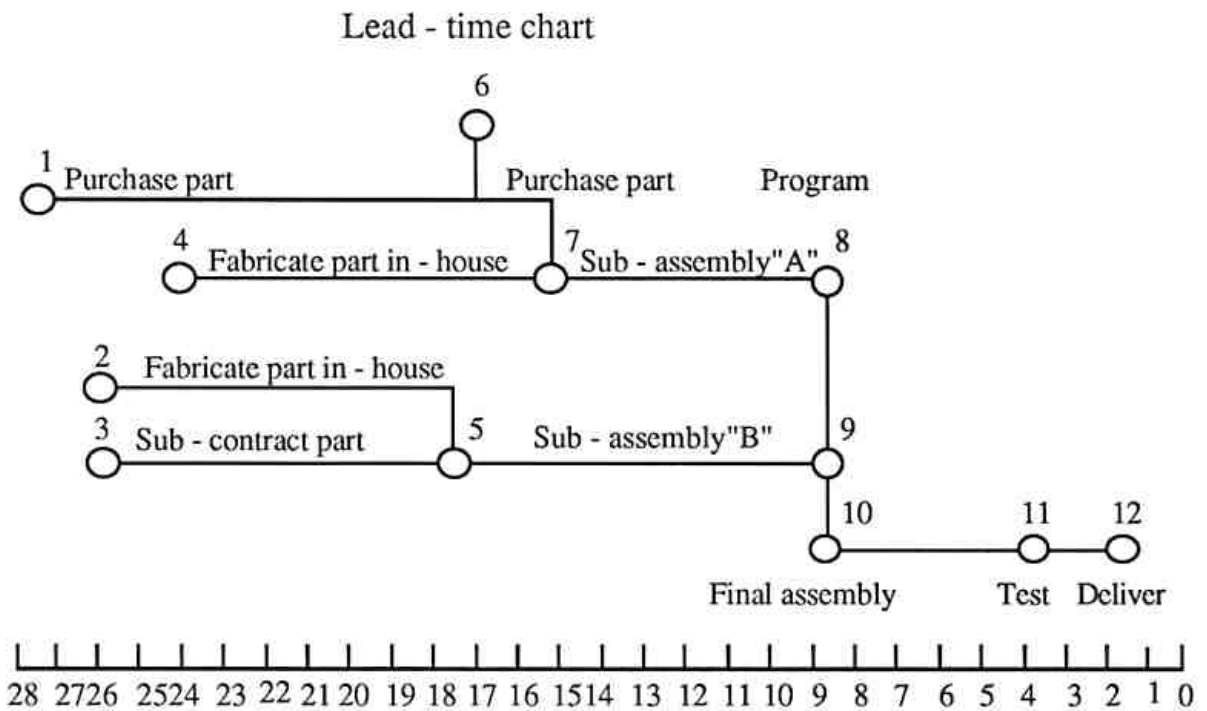 Lead - time chart
6
1
Purchase part Purchase part Program
4 Fabricate part in - house 7 Sub - assembly"A" 8
2 Fabricate part in - house
3 Sub - contract part 5 Sub - assembly"B" 9
10 11 12
Final assembly Test Deliver
28 2726 2524 23 22 21 20 19 18 17 16 1514 13 12 11 10 9 8 7 6 5 4 3 2 1 0